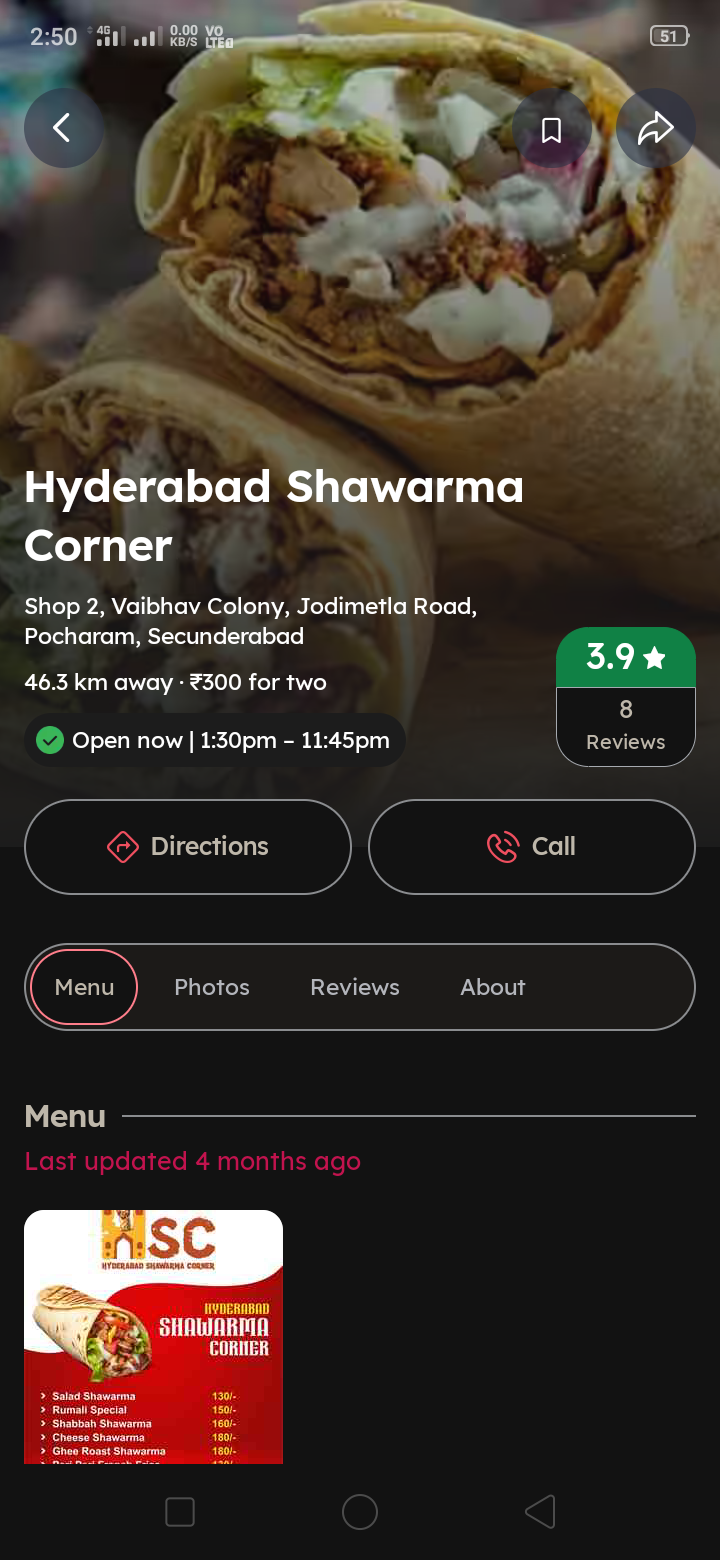 2:50 4G 0.00 KB/S VO LTE 51
Hyderabad Shawarma
Corner
Shop 2, Vaibhav Colony, Jodimetla Road,
Pocharam, Secunderabad
46.3 km away · ₹300 for two
3.9
8
Reviews
Open now | 1:30pm – 11:45pm
Directions
Call
Menu Photos Reviews About
Menu
Last updated 4 months ago
HSC
HYDERABAD SHAWARMA CORNER
HYDERABAD
SHAWARMA
CORNER
Salad Shawarma 130/-
Rumali Special 150/-
Shabbah Shawarma 160/-
Cheese Shawarma 180/-
Ghee Roast Shawarma 180/-